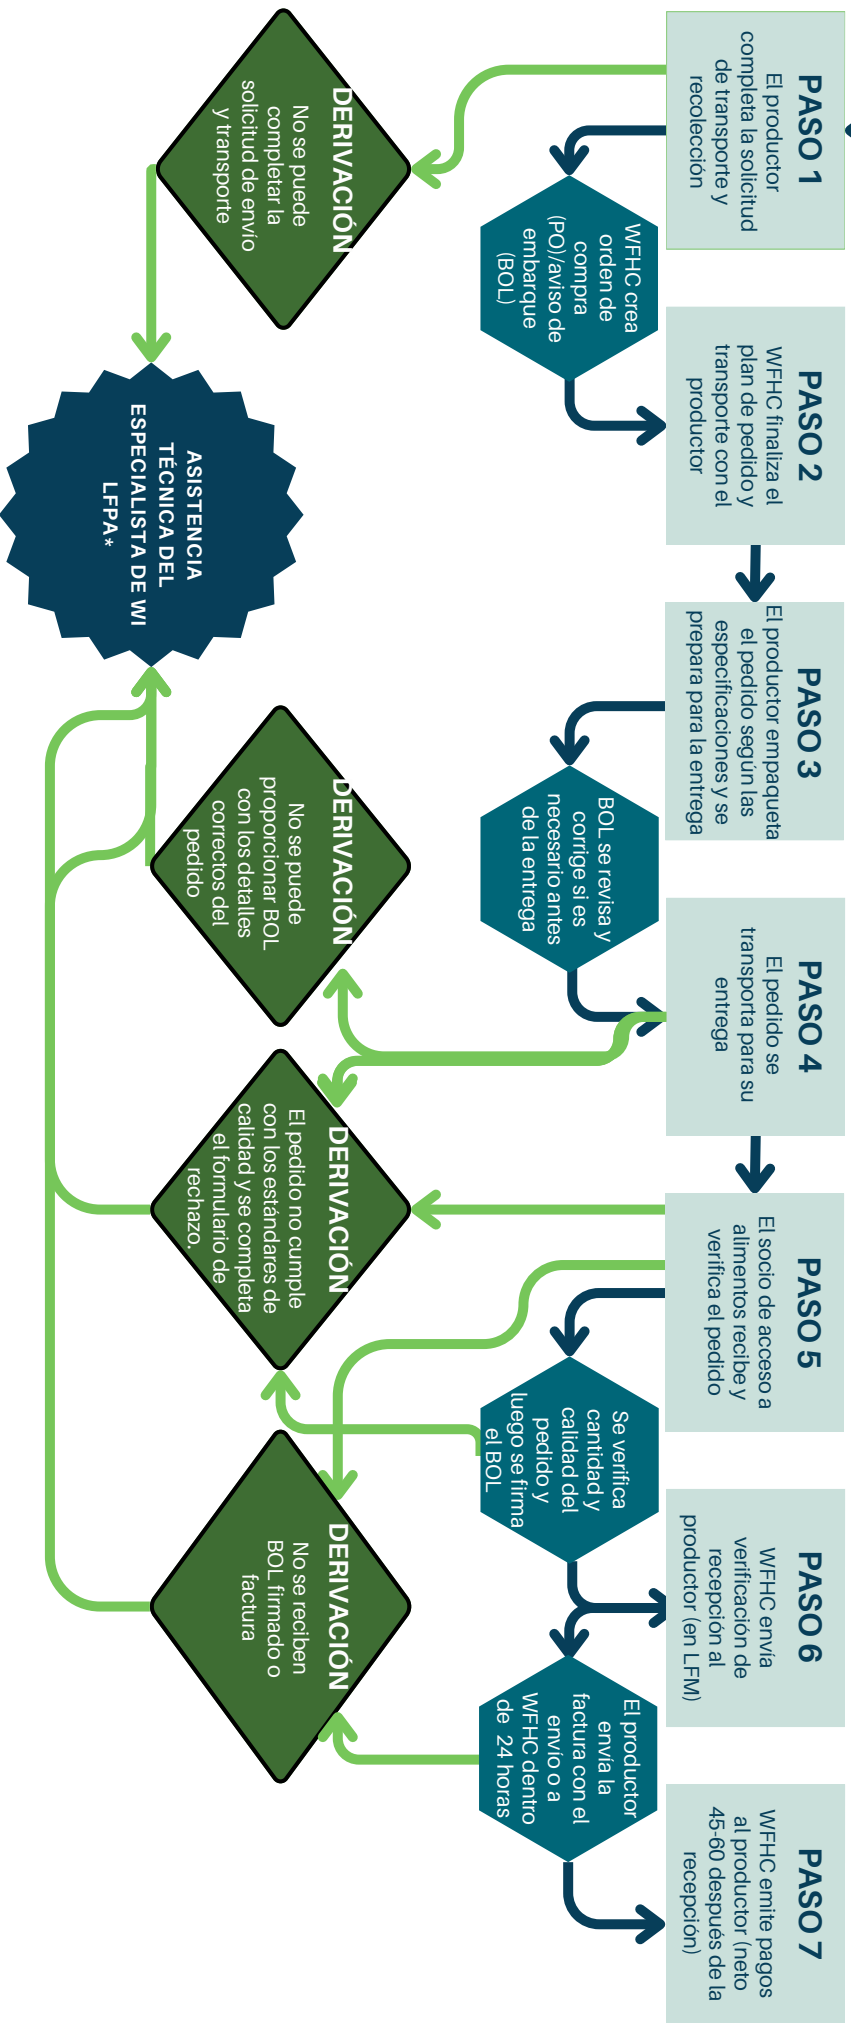 PASO 1
El productor
completa la solicitud
de transporte y
recolección
PASO 2
WFHC finaliza el
plan de pedido y
transporte con el
productor
PASO 3
El productor empaqueta
el pedido según las
especificaciones y se
prepara para la entrega
PASO 4
El pedido se
transporta para su
entrega
PASO 5
El socio de acceso a
alimentos recibe y
verifica el pedido
PASO 6
WFHC envía
verificación de
recepción al
productor (en LFM)
PASO 7
WFHC emite pagos
al productor (neto
45-60 después de la
recepción)
WFHC crea
orden de
compra
(PO)/aviso de
embarque
(BOL)
BOL se revisa y
corrige si es
necesario antes
de la entrega
Se verifica
cantidad y
calidad del
pedido y
luego se firma
el BOL
El productor
envía la
factura con el
envío o a
WFHC dentro
de 24 horas
DERIVACIÓN
No se puede
completar la
solicitud de envío
y transporte
DERIVACIÓN
No se puede
proporcionar BOL
con los detalles
correctos del
pedido
DERIVACIÓN
El pedido no cumple
con los estándares de
calidad y se completa
el formulario de
rechazo.
DERIVACIÓN
No se reciben
BOL firmado o
factura
ASISTENCIA
TÉCNICA DEL
ESPECIALISTA DE WI
LFPA*